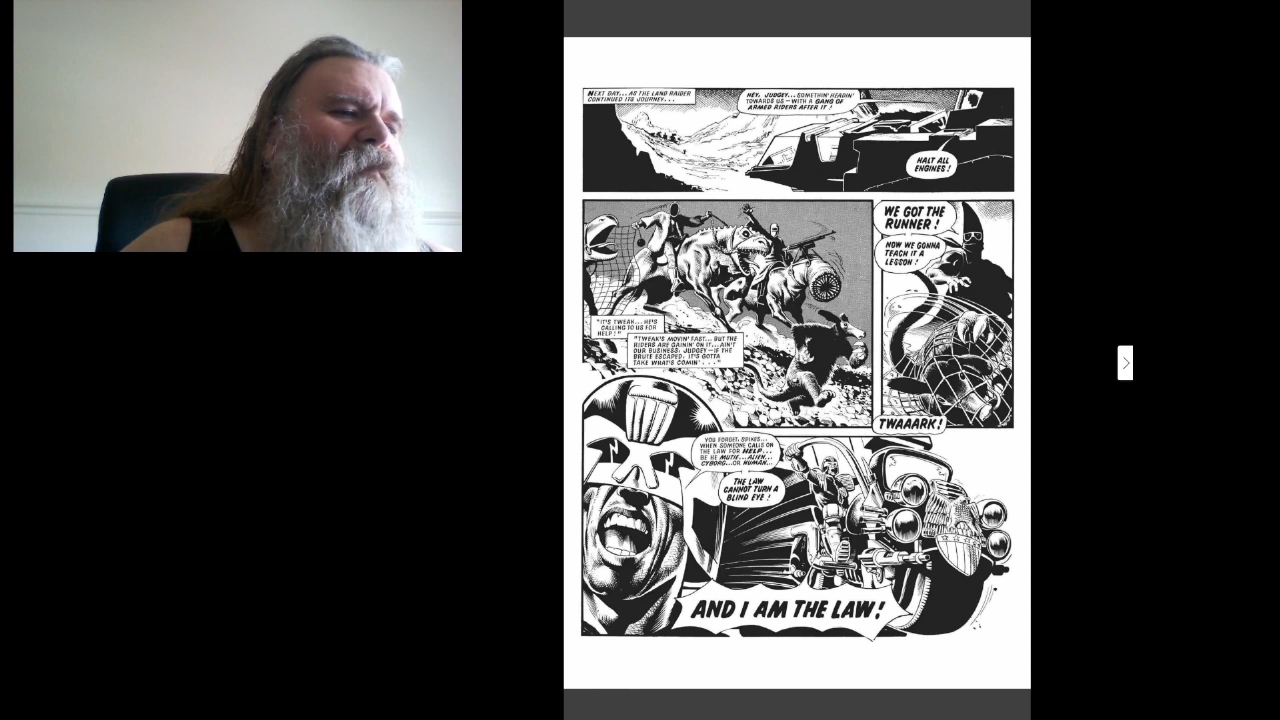 NEXT DAY... AS THE LAND RAIDER
CONTINUED ITS JOURNEY...
HEY, JUDGEY... SOMETHIN' HEADIN'
TOWARDS US — WITH A GANG OF
ARMED RIDERS AFTER IT!
HALT ALL
ENGINES!
"IT'S TWEAK... HE'S
CALLING TO US FOR
HELP!"
"TWEAK'S MOVIN' FAST... BUT THE
RIDERS ARE GAININ' ON IT... AIN'T
OUR BUSINESS, JUDGEY — IF THE
BRUTE ESCAPED, IT'S GOTTA
TAKE WHAT'S COMIN'..."
WE GOT THE
RUNNER!
NOW WE GONNA
TEACH IT A
LESSON!
TWAAARK!
YOU FORGET, SPIKES...
WHEN SOMEONE CALLS ON
THE LAW FOR HELP...
BE HE MUTIE... ALIEN...
CYBORG... OR HUMAN...
THE LAW
CANNOT TURN A
BLIND EYE!
AND I AM THE LAW!